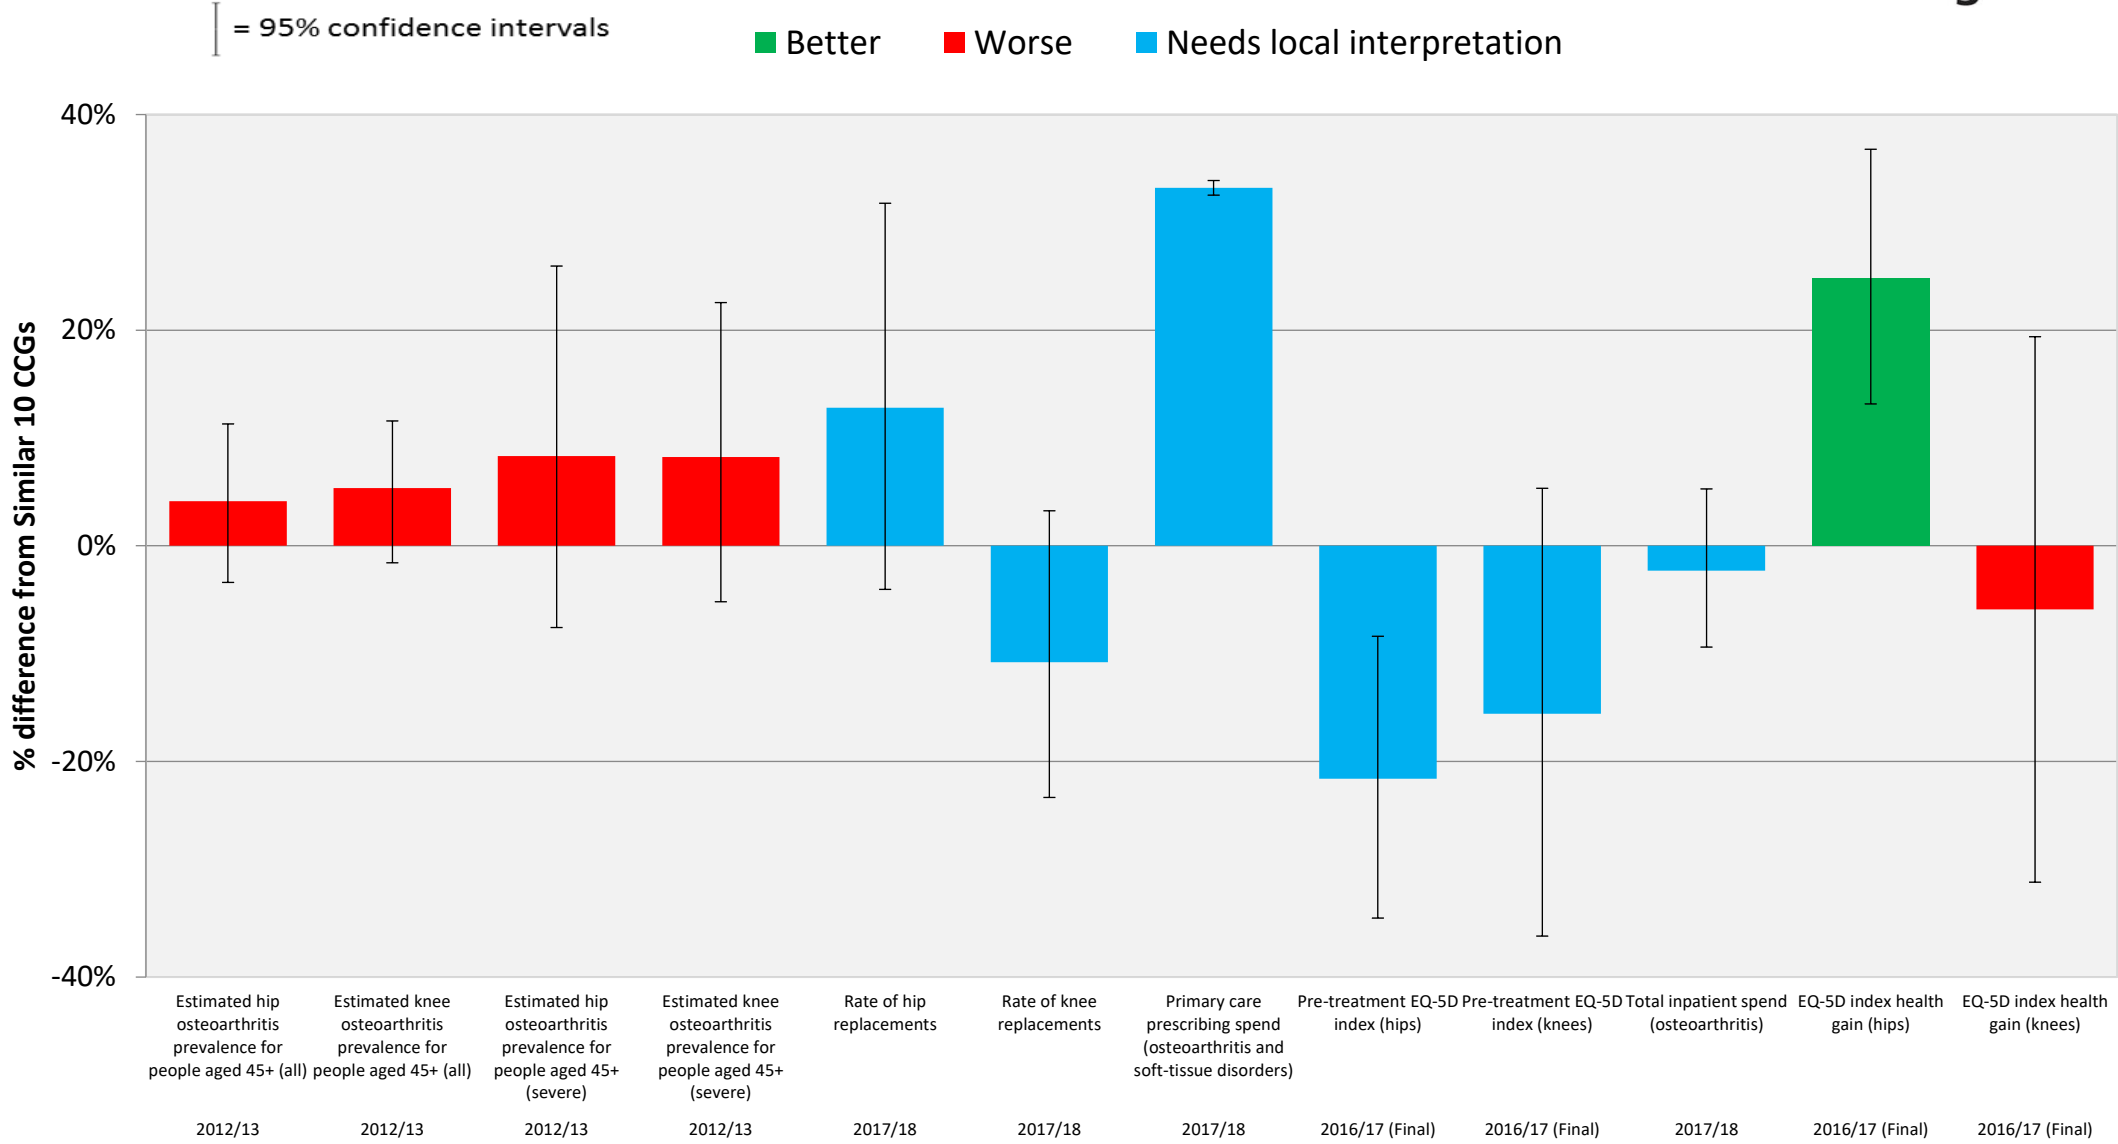 = 95% confidence intervals
Better
Worse
Needs local interpretation
% difference from Similar 10 CCGs
40%
20%
0%
-20%
-40%
Estimated hip
osteoarthritis
prevalence for
people aged 45+ (all)
2012/13
Estimated knee
osteoarthritis
prevalence for
people aged 45+ (all)
2012/13
Estimated hip
osteoarthritis
prevalence for
people aged 45+
(severe)
2012/13
Estimated knee
osteoarthritis
prevalence for
people aged 45+
(severe)
2012/13
Rate of hip
replacements
2017/18
Rate of knee
replacements
2017/18
Primary care
prescribing spend
(osteoarthritis and
soft-tissue disorders)
2017/18
Pre-treatment EQ-5D
index (hips)
2016/17 (Final)
Pre-treatment EQ-5D
index (knees)
2016/17 (Final)
Total inpatient spend
(osteoarthritis)
2017/18
EQ-5D index health
gain (hips)
2016/17 (Final)
EQ-5D index health
gain (knees)
2016/17 (Final)